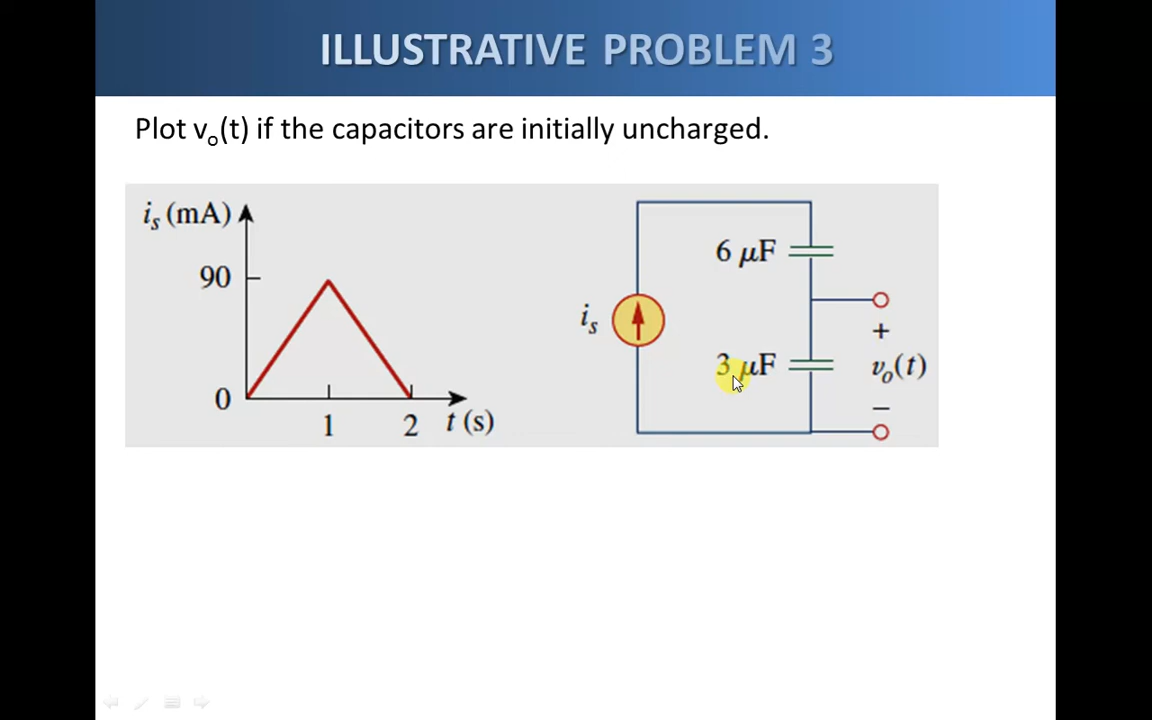 ILLUSTRATIVE PROBLEM 3
Plot vₒ(t) if the capacitors are initially uncharged.
iₛ (mA)
90
0
1
2
t (s)
6 μF
iₛ
3 μF
+
vₒ(t)
−